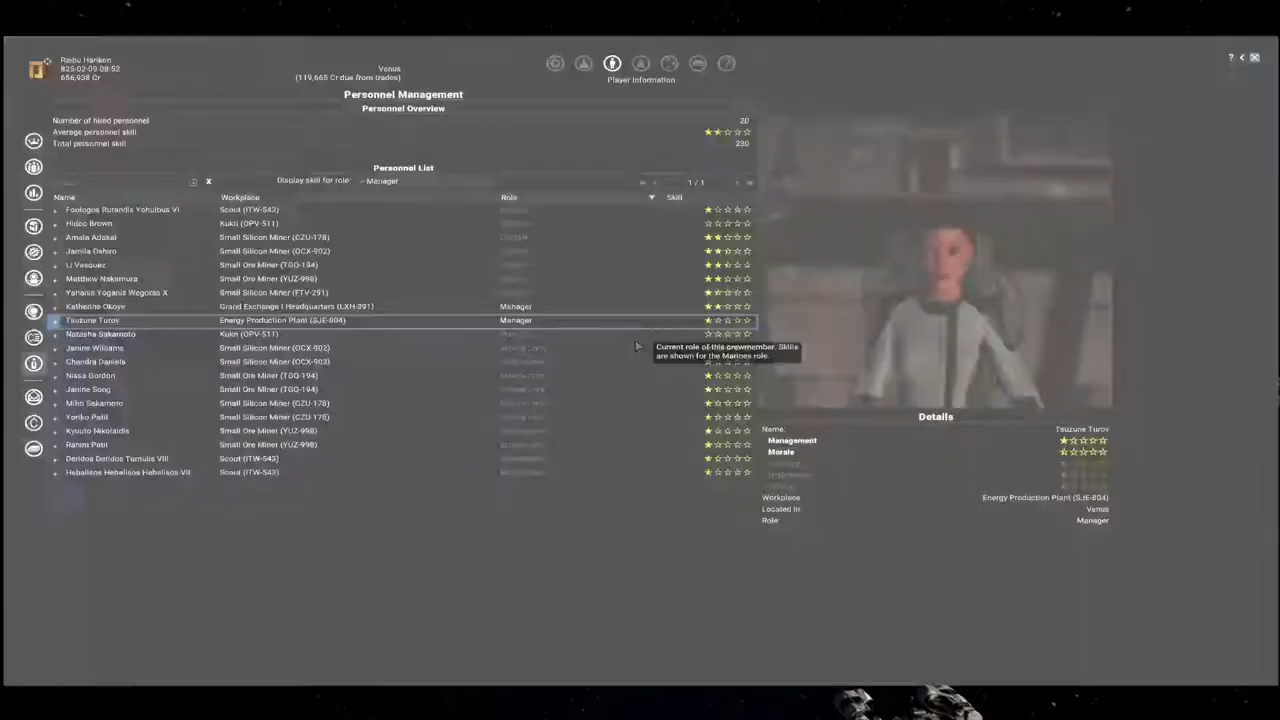 Raibu Hariken
825-02-09 08:52
656,938 Cr
Venus
(119,665 Cr due from trades)
Player Information
? <
Personnel Management
Personnel Overview
Number of hired personnel 20
Average personnel skill
Total personnel skill 230
Personnel List
X Display skill for role: Manager 1 / 1
Name Workplace Role Skill
Foologos Rurandis Yohulbus VI Scout (ITW-543)
Hideo Brown Kukri (OPV-511)
Amala Adakai Small Silicon Miner (CZU-178) Captain
Jamila Oshiro Small Silicon Miner (OCX-902)
Li Vasquez Small Ore Miner (TGQ-194)
Matthew Nakamura Small Ore Miner (YUZ-998)
Yahanis Yoganis Wegoras X Small Silicon Miner (FTV-291)
Katherine Okoye Grand Exchange I Headquarters (LXH-391) Manager
Tsuzune Turov Energy Production Plant (SJE-804) Manager
Natasha Sakamoto Kukri (OPV-511)
Janine Williams Small Silicon Miner (OCX-902)
Chandra Daniela Small Silicon Miner (OCX-902)
Nissa Gordon Small Ore Miner (TGQ-194)
Janine Song Small Ore Miner (TGQ-194)
Miho Sakamoto Small Silicon Miner (CZU-178)
Yoriko Patil Small Silicon Miner (CZU-178)
Kyuuto Nikolaidis Small Ore Miner (YUZ-998)
Rahim Patil Small Ore Miner (YUZ-998)
Deridos Deridos Turnulis VIII Scout (ITW-543)
Hebalisos Hebalisos Hebalisos VII Scout (ITW-543)
Current role of this crewmember. Skills
are shown for the Marines role.
Details
Name: Tsuzune Turov
Management
Morale
Workplace: Energy Production Plant (SJE-804)
Located in: Venus
Role: Manager